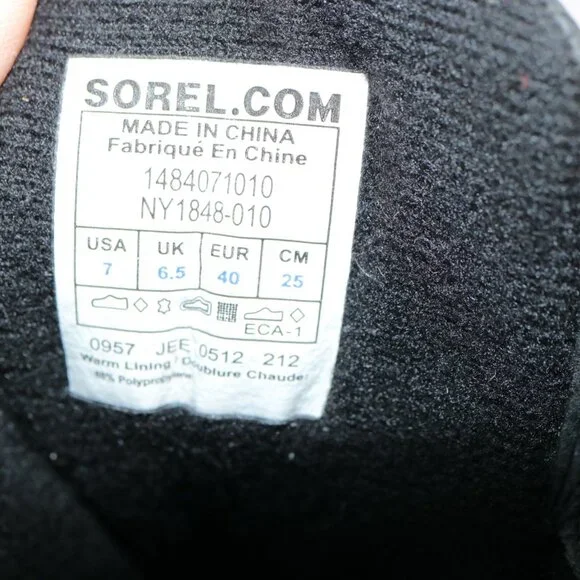 SOREL.COM
MADE IN CHINA
Fabriqué En Chine
1484071010
NY1848-010
USA UK EUR CM
7 6.5 40 25
ECA-1
0957 JEE 0512 212
Warm Lining / Doublure Chaude
Polypropylene